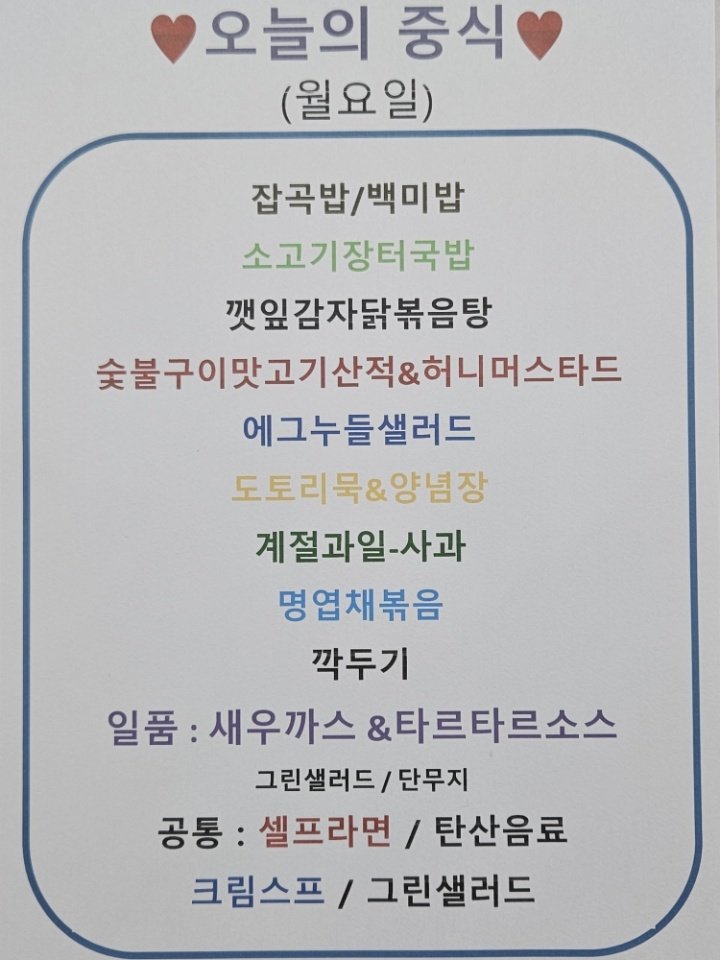 ♥오늘의 중식♥
(월요일)
잡곡밥/백미밥
소고기장터국밥
깻잎감자닭볶음탕
숯불구이맛고기산적&허니머스타드
에그누들샐러드
도토리묵&양념장
계절과일-사과
명엽채볶음
깍두기
일품 : 새우까스 &타르타르소스
그린샐러드 / 단무지
공통 : 셀프라면 / 탄산음료
크림스프 / 그린샐러드